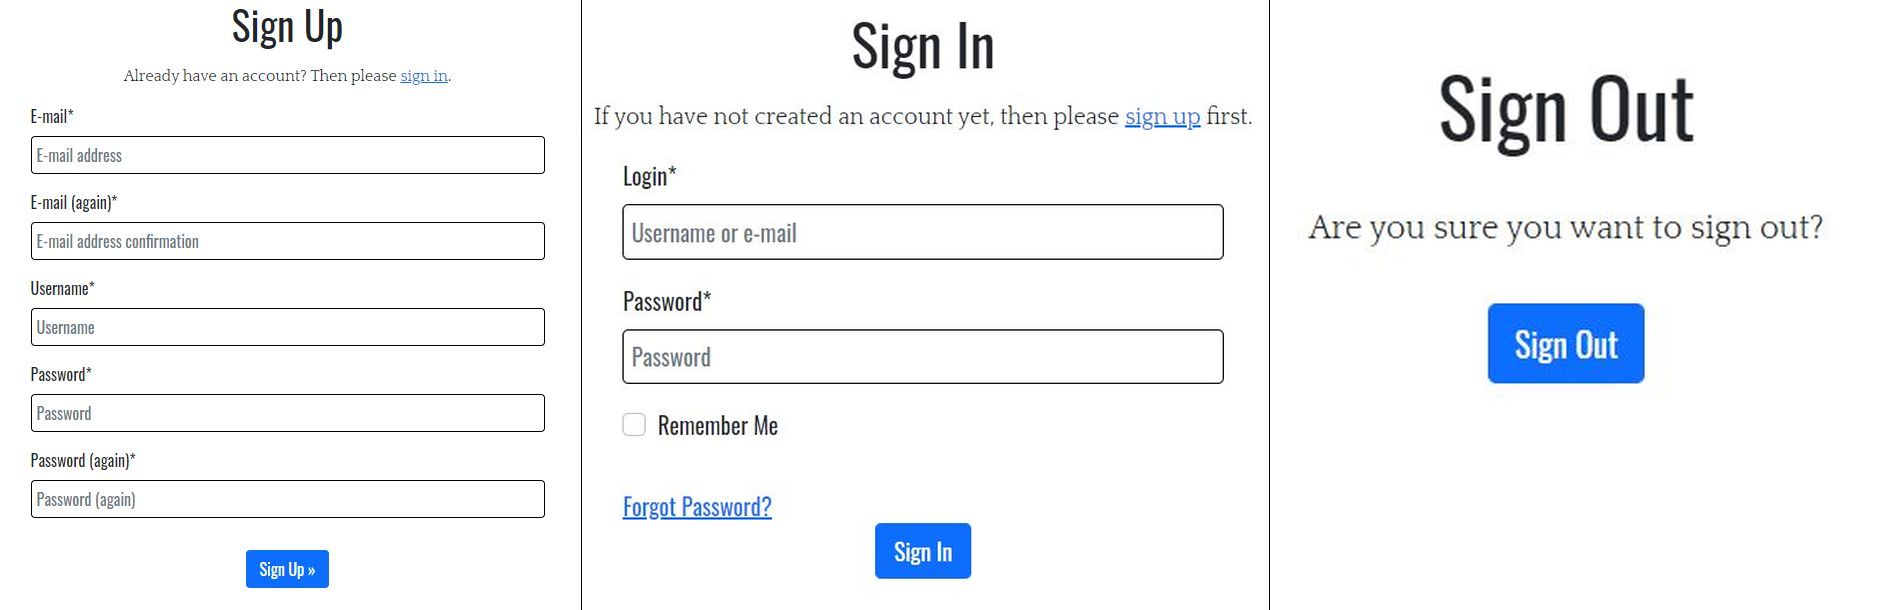 Sign Up
Already have an account? Then please sign in.
E-mail*
E-mail address
E-mail (again)*
E-mail address confirmation
Username*
Username
Password*
Password
Password (again)*
Password (again)
Sign Up »
Sign In
If you have not created an account yet, then please sign up first.
Login*
Username or e-mail
Password*
Password
Remember Me
Forgot Password?
Sign In
Sign Out
Are you sure you want to sign out?
Sign Out